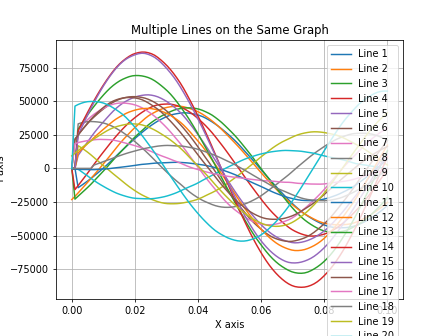 Multiple Lines on the Same Graph
75000
50000
25000
0
−25000
−50000
−75000
0.00
0.02
0.04
0.06
X axis
Line 1
Line 2
Line 3
Line 4
Line 5
Line 6
Line 7
Line 8
Line 9
Line 10
Line 11
Line 12
Line 13
Line 14
Line 15
Line 16
Line 17
Line 18
Line 19
Line 20